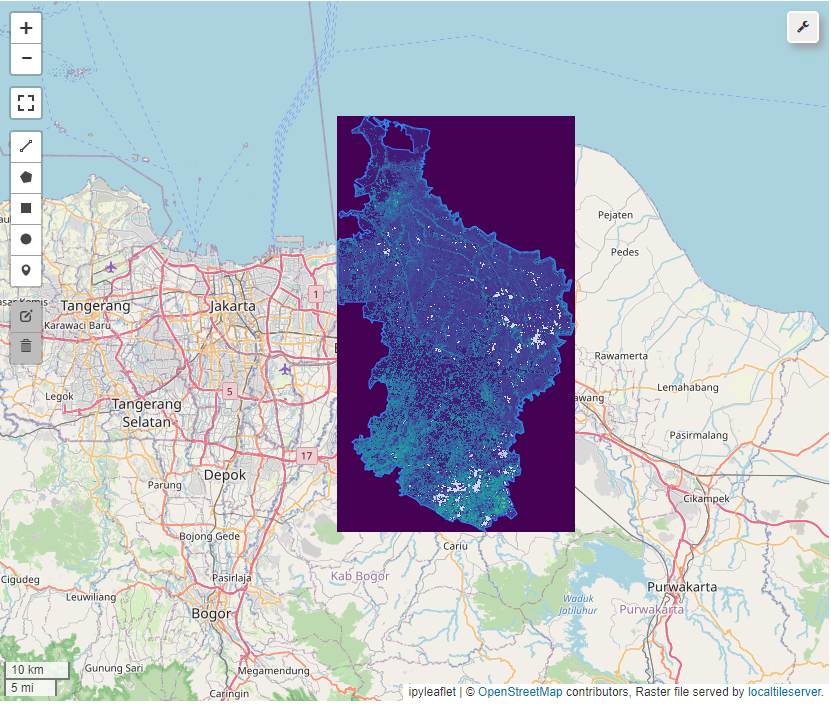 +
−
Pejaten
Pedes
1
Tangerang
Jakarta
Karawaci Baru
Rawamerta
Lemahabang
5
Legok
Tangerang
Selatan
Pasirmalang
17
Depok
Parung
Cikampek
Bojong Gede
Cariu
Cigudeg
Pasirlaja
Kab Bogor
Purwakarta
Leuwiliang
Waduk
Jatiluhur
Purwakarta
Bogor
Gunung Sari
Megamendung
10 km
5 mi
Caringin
ipyleaflet | © OpenStreetMap contributors, Raster file served by localtileserver.